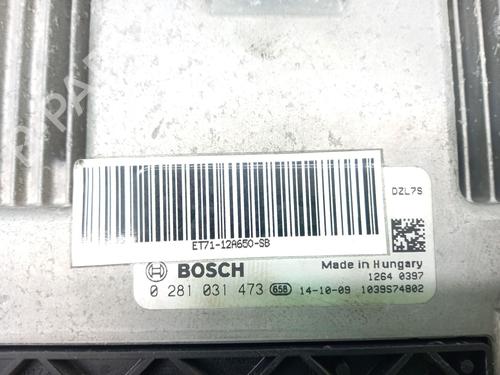 DZL7S
ET71-12A650-SB
BOSCH
Made in Hungary
1264 0397
0 281 031 473 658 14-10-09 1039S74802